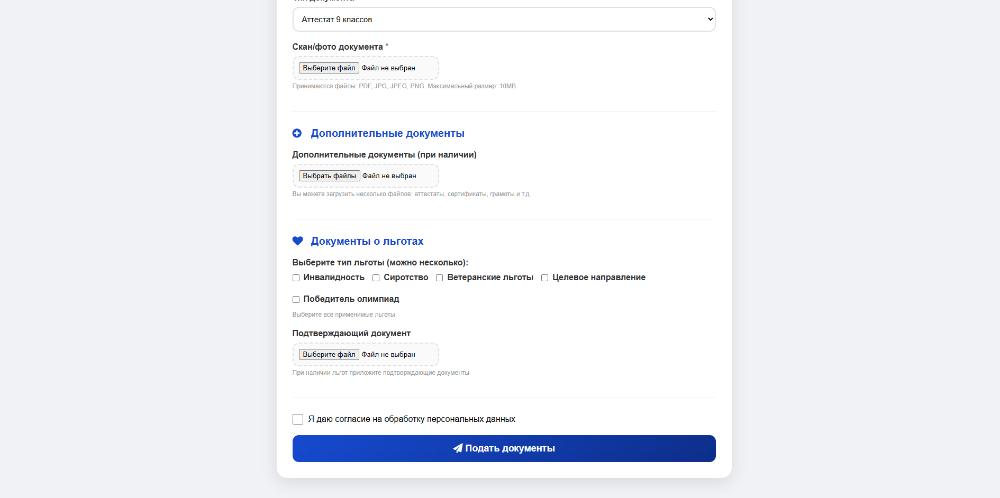 Аттестат 9 классов
Скан/фото документа *
Выберите файл Файл не выбран
Принимаются файлы: PDF, JPG, JPEG, PNG. Максимальный размер: 10MB
Дополнительные документы
Дополнительные документы (при наличии)
Выбрать файлы Файл не выбран
Вы можете загрузить несколько файлов: аттестаты, сертификаты, грамоты и т.д.
Документы о льготах
Выберите тип льготы (можно несколько):
Инвалидность Сиротство Ветеранские льготы Целевое направление
Победитель олимпиад
Выберите все применимые льготы
Подтверждающий документ
Выберите файл Файл не выбран
При наличии льгот приложите подтверждающие документы
Я даю согласие на обработку персональных данных
Подать документы